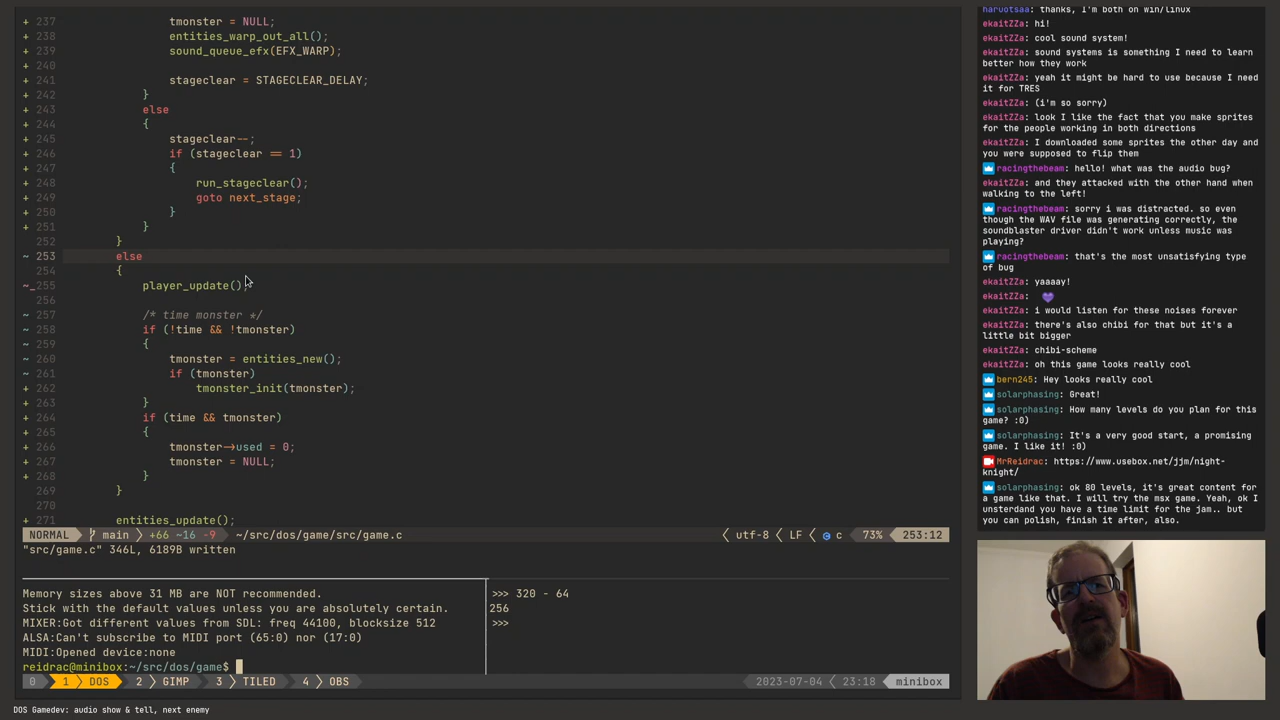 + 237 tmonster = NULL;
+ 238 entities_warp_out_all();
+ 239 sound_queue_efx(EFX_WARP);
+ 240
+ 241 stageclear = STAGECLEAR_DELAY;
+ 242 }
+ 243 else
+ 244 {
+ 245 stageclear--;
+ 246 if (stageclear == 1)
+ 247 {
+ 248 run_stageclear();
+ 249 goto next_stage;
+ 250 }
+ 251 }
252 }
~ 253 else
254 {
~_255 player_update();
256
~ 257 /* time monster */
~ 258 if (!time && !tmonster)
~ 259 {
~ 260 tmonster = entities_new();
~ 261 if (tmonster)
+ 262 tmonster_init(tmonster);
+ 263 }
+ 264 if (time && tmonster)
+ 265 {
+ 266 tmonster->used = 0;
+ 267 tmonster = NULL;
+ 268 }
269 }
270
+ 271 entities_update();
NORMAL main +66 ~16 -9 ~/src/dos/game/src/game.c utf-8 LF c 73% 253:12
"src/game.c" 346L, 6189B written
Memory sizes above 31 MB are NOT recommended.
Stick with the default values unless you are absolutely certain.
MIXER:Got different values from SDL: freq 44100, blocksize 512
ALSA:Can't subscribe to MIDI port (65:0) nor (17:0)
MIDI:Opened device:none
reidrac@minibox:~/src/dos/game$
>>> 320 - 64
256
>>>
0 1 DOS 2 GIMP 3 TILED 4 OBS 2023-07-04 23:18 minibox
DOS Gamedev: audio show & tell, next enemy
harvotsaa: thanks, I'm both on win/linux
ekaitZZa: hi!
ekaitZZa: cool sound system!
ekaitZZa: sound systems is something I need to learn
better how they work
ekaitZZa: yeah it might be hard to use because I need
it for TRES
ekaitZZa: (i'm so sorry)
ekaitZZa: look I like the fact that you make sprites
for the people working in both directions
ekaitZZa: I downloaded some sprites the other day and
you were supposed to flip them
racingthebeam: hello! what was the audio bug?
ekaitZZa: and they attacked with the other hand when
walking to the left!
racingthebeam: sorry i was distracted. so even
though the WAV file was generating correctly, the
soundblaster driver didn't work unless music was
playing?
racingthebeam: that's the most unsatisfying type
of bug
ekaitZZa: yaaaay!
ekaitZZa:
ekaitZZa: i would listen for these noises forever
ekaitZZa: there's also chibi for that but it's a
little bit bigger
ekaitZZa: chibi-scheme
ekaitZZa: oh this game looks really cool
bern245: Hey looks really cool
solarphasing: Great!
solarphasing: How many levels do you plan for this
game? :0)
solarphasing: It's a very good start, a promising
game. I like it! :0)
MrReidrac: https://www.usebox.net/jjm/night-
knight/
solarphasing: ok 80 levels, it's great content for
a game like that. I will try the msx game. Yeah, ok I
unsterdand you have a time limit for the jam.. but
you can polish, finish it after, also.